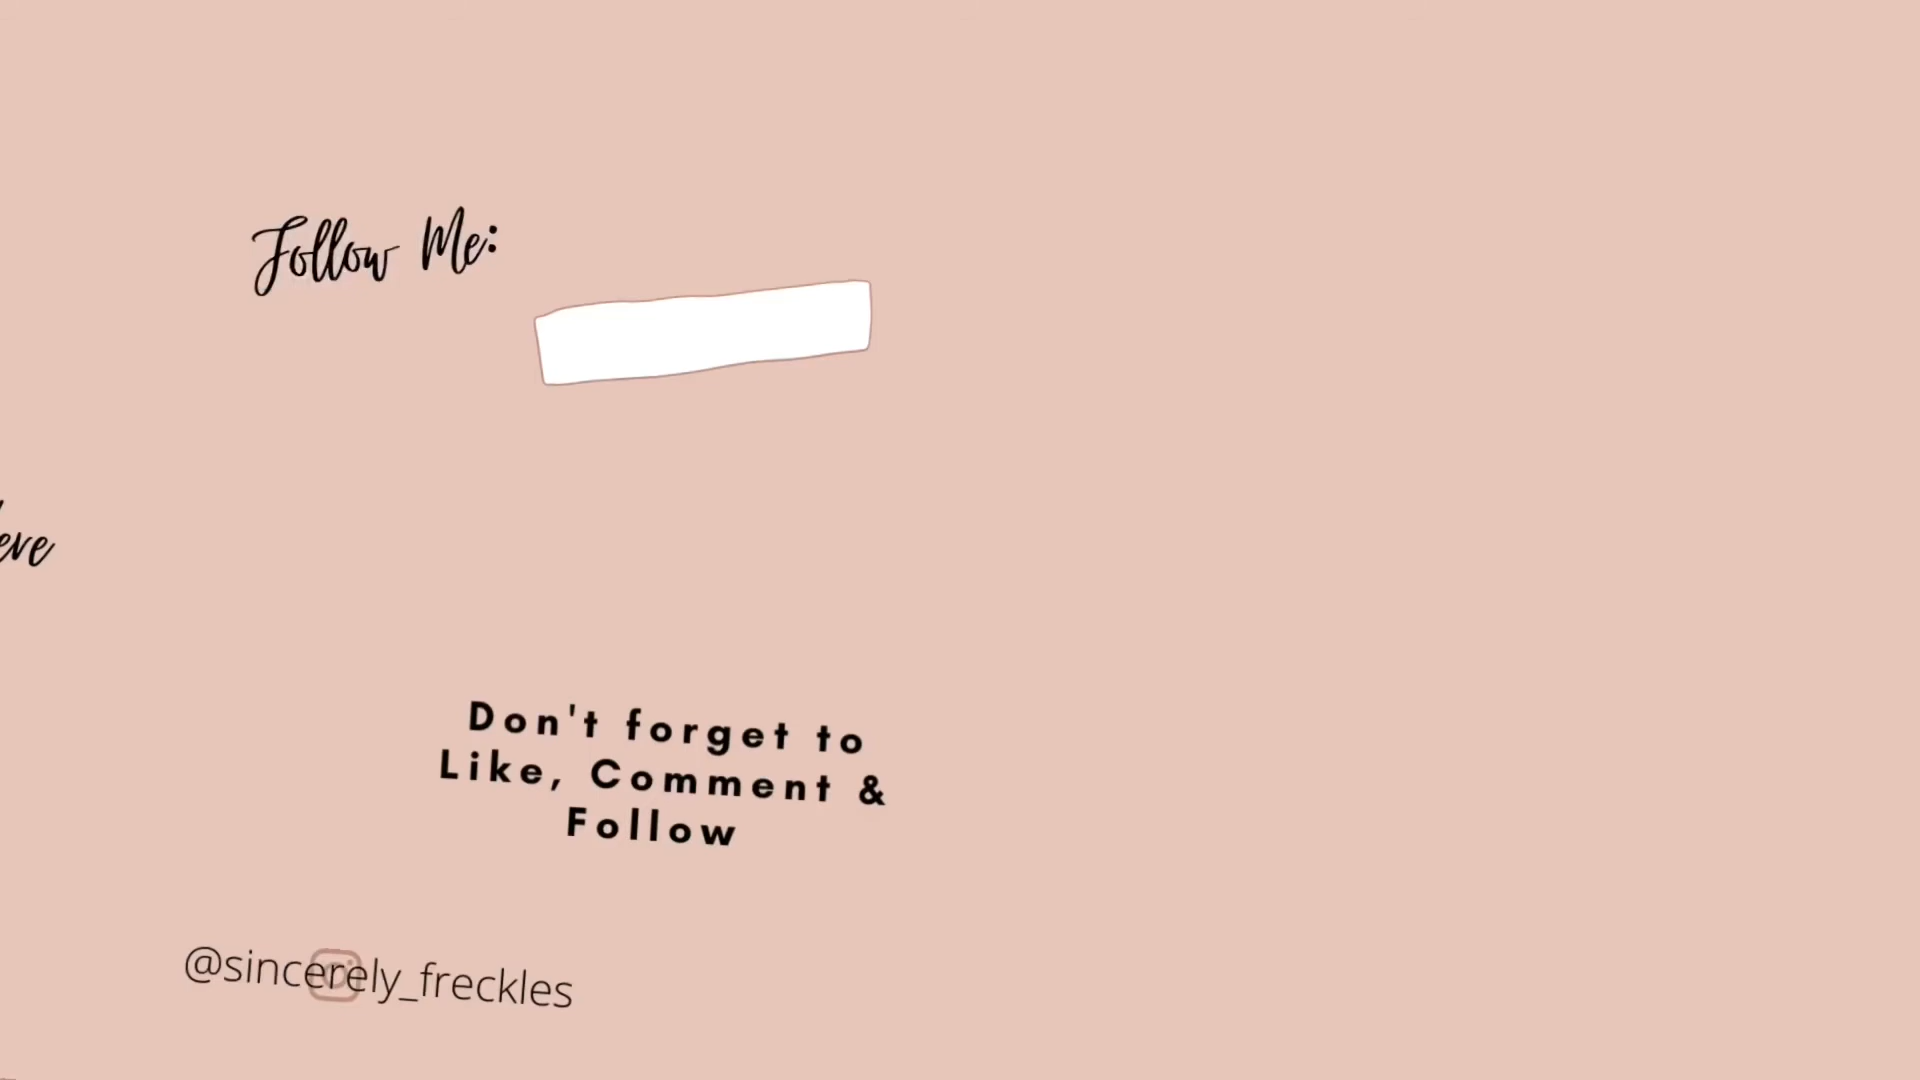 Follow Me:
Don't forget to
Like, Comment &
Follow
@sincerely_freckles